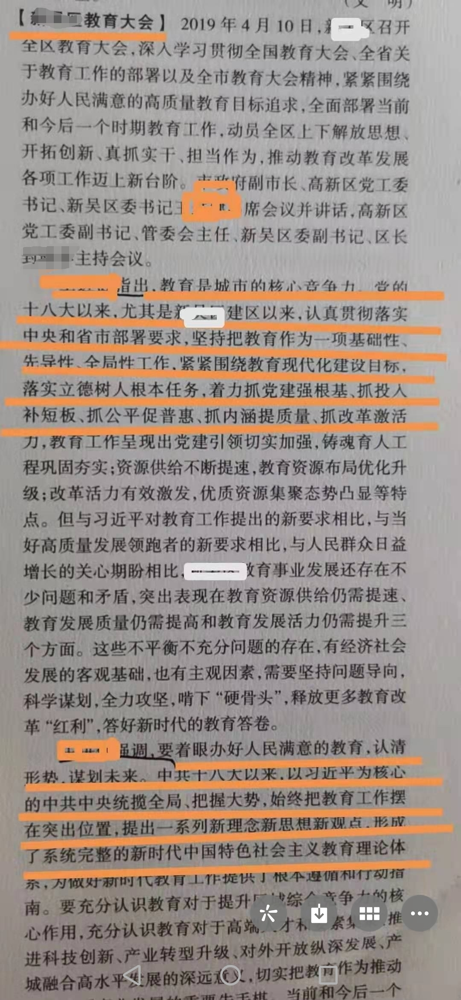 （文 明）
【 区教育大会】 2019年4月10日,新 区召开
全区教育大会,深入学习贯彻全国教育大会、全省关
于教育工作的部署以及全市教育大会精神,紧紧围绕
办好人民满意的高质量教育目标追求,全面部署当前
和今后一个时期教育工作,动员全区上下解放思想、
开拓创新、真抓实干、担当作为,推动教育改革发展
各项工作迈上新台阶。市政府副市长、高新区党工委
书记、新吴区委书记 席会议并讲话,高新区
党工委副书记、管委会主任、新吴区委副书记、区长
主持会议。
指出,教育是城市的核心竞争力。党的
十八大以来,尤其是新 建区以来,认真贯彻落实
中央和省市部署要求,坚持把教育作为一项基础性、
先导性、全局性工作,紧紧围绕教育现代化建设目标,
落实立德树人根本任务,着力抓党建强根基、抓投入
补短板、抓公平促普惠、抓内涵提质量、抓改革激活
力,教育工作呈现出党建引领切实加强,铸魂育人工
程巩固夯实;资源供给不断提速,教育资源布局优化升
级;改革活力有效激发,优质资源集聚态势凸显等特
点。但与习近平对教育工作提出的新要求相比,与当
好高质量发展领跑者的新要求相比,与人民群众日益
增长的关心期盼相比, 教育事业发展还存在不
少问题和矛盾,突出表现在教育资源供给仍需提速、
教育发展质量仍需提高和教育发展活力仍需提升三
个方面。这些不平衡不充分问题的存在,有经济社会
发展的客观基础,也有主观因素,需要坚持问题导向,
科学谋划,全力攻坚,啃下“硬骨头”,释放更多教育改
革“红利”,答好新时代的教育答卷。
强调,要着眼办好人民满意的教育,认清
形势,谋划未来。中共十八大以来,以习近平为核心
的中共中央统揽全局、把握大势,始终把教育工作摆
在突出位置,提出一系列新理念新思想新观点,形成
了系统完整的新时代中国特色社会主义教育理论体
系,为做好新时代教育工作提供了根本遵循和行动指
南。要充分认识教育对于提升区域综合竞争力的核
心作用,充分认识教育对于高端人才和 素集 推
进科技创新、产业转型升级、对外开放纵深发展、产
城融合高水平发展的深远意义,切实把教育作为推动
当前和今后一个